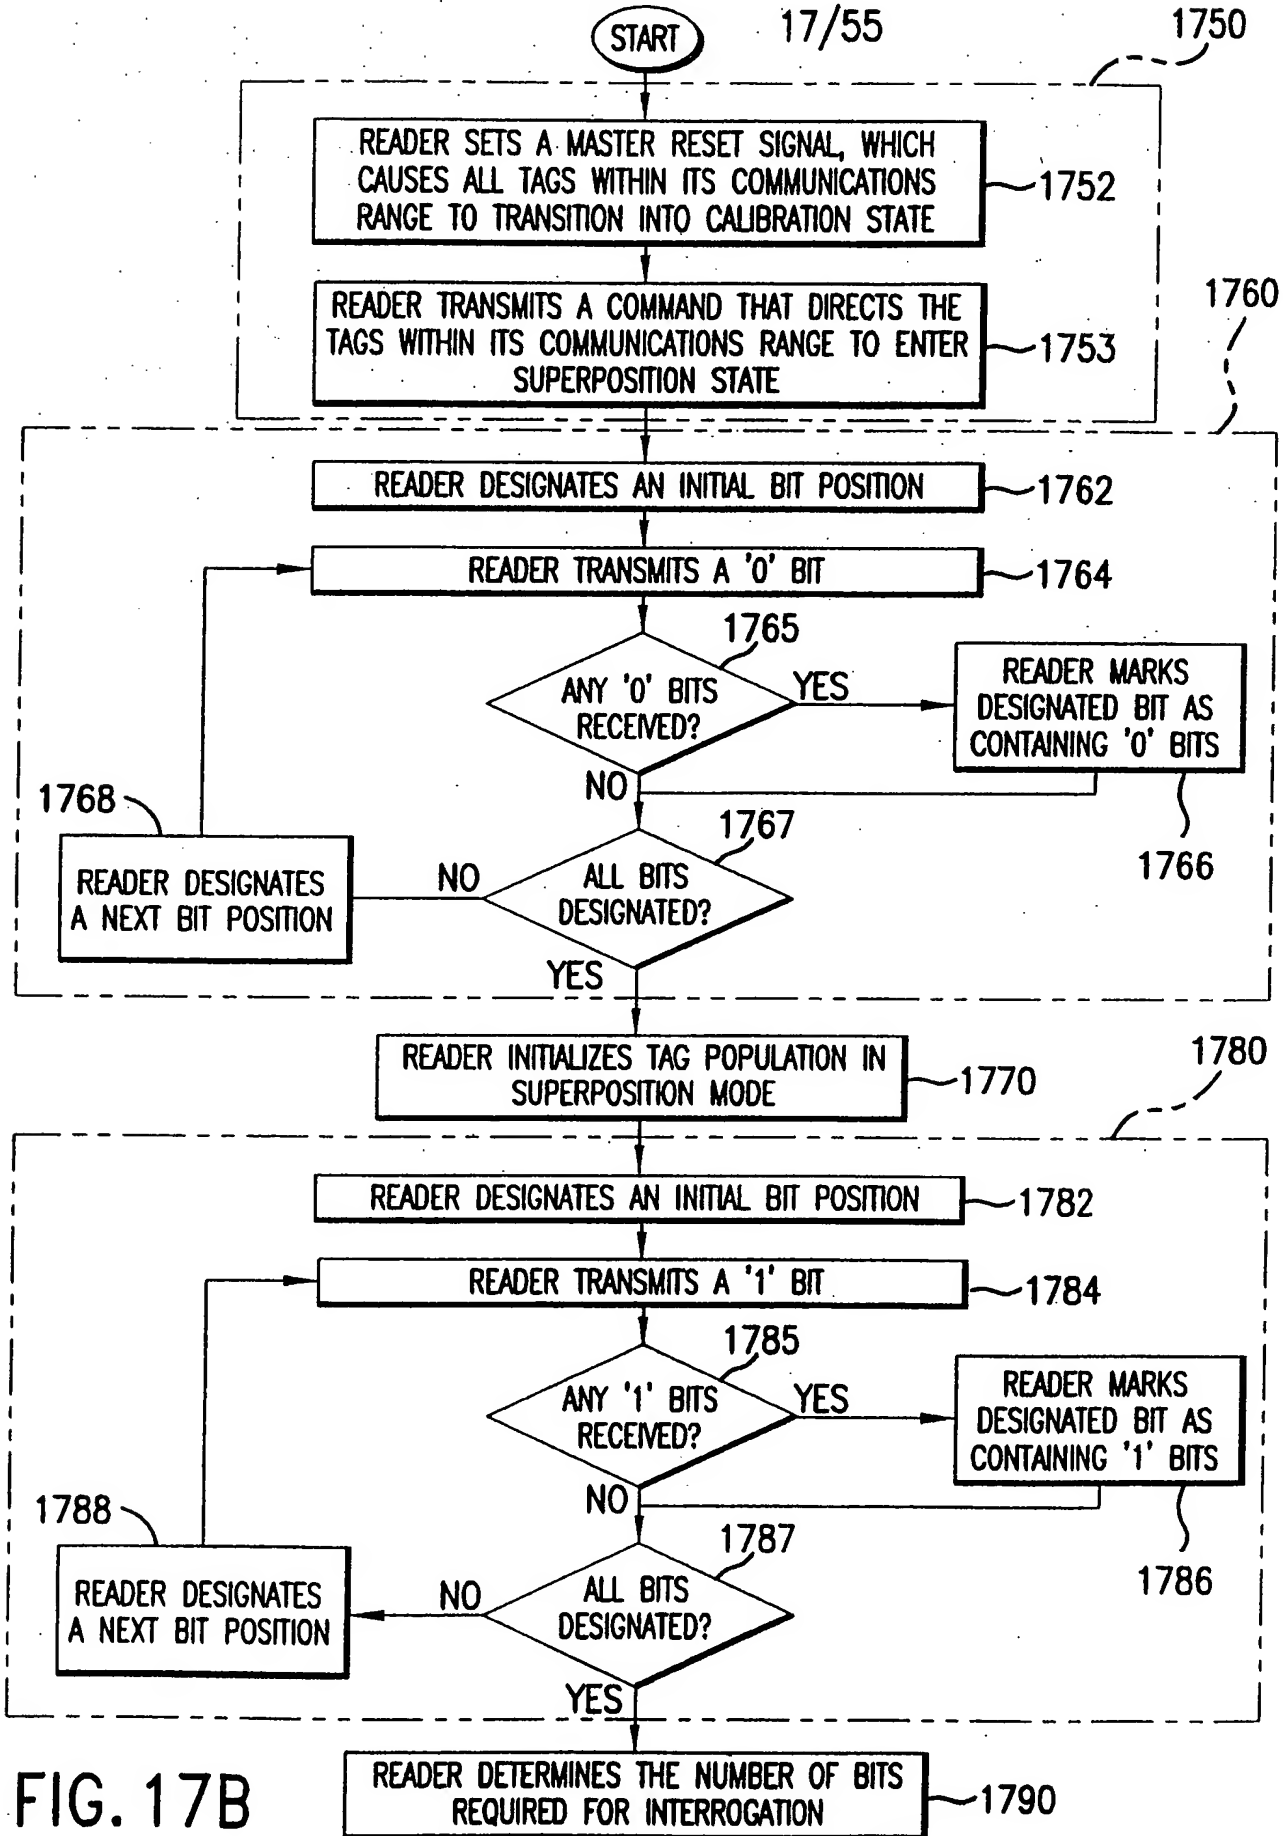 START
17/55
1750
READER SETS A MASTER RESET SIGNAL, WHICH
CAUSES ALL TAGS WITHIN ITS COMMUNICATIONS
RANGE TO TRANSITION INTO CALIBRATION STATE
1752
READER TRANSMITS A COMMAND THAT DIRECTS THE
TAGS WITHIN ITS COMMUNICATIONS RANGE TO ENTER
SUPERPOSITION STATE
1753
1760
READER DESIGNATES AN INITIAL BIT POSITION
1762
READER TRANSMITS A '0' BIT
1764
1765
ANY '0' BITS
RECEIVED?
YES
READER MARKS
DESIGNATED BIT AS
CONTAINING '0' BITS
1766
NO
1767
1768
READER DESIGNATES
A NEXT BIT POSITION
NO
ALL BITS
DESIGNATED?
YES
READER INITIALIZES TAG POPULATION IN
SUPERPOSITION MODE
1770
1780
READER DESIGNATES AN INITIAL BIT POSITION
1782
READER TRANSMITS A '1' BIT
1784
1785
ANY '1' BITS
RECEIVED?
YES
READER MARKS
DESIGNATED BIT AS
CONTAINING '1' BITS
1786
NO
1787
1788
READER DESIGNATES
A NEXT BIT POSITION
NO
ALL BITS
DESIGNATED?
YES
READER DETERMINES THE NUMBER OF BITS
REQUIRED FOR INTERROGATION
1790
FIG. 17B